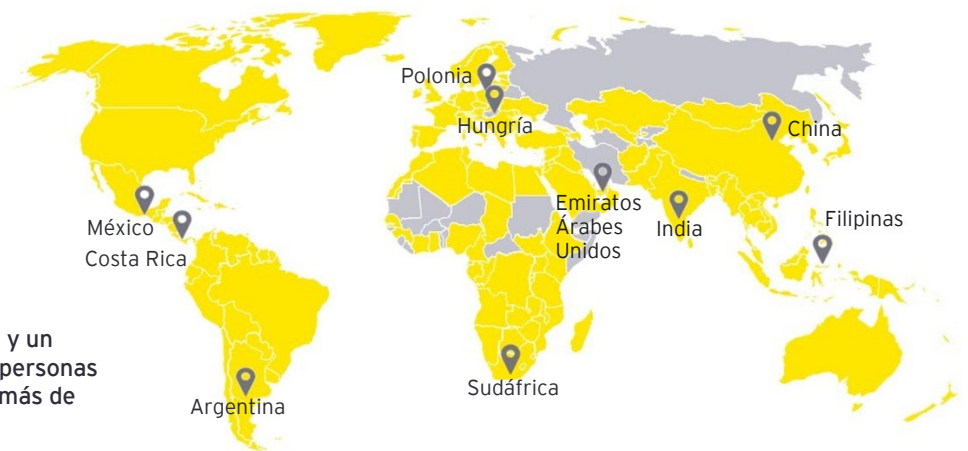 Polonia
Hungría
China
Emiratos
Árabes
Unidos
India
Filipinas
México
Costa Rica
y un
personas
más de
Argentina
Sudáfrica